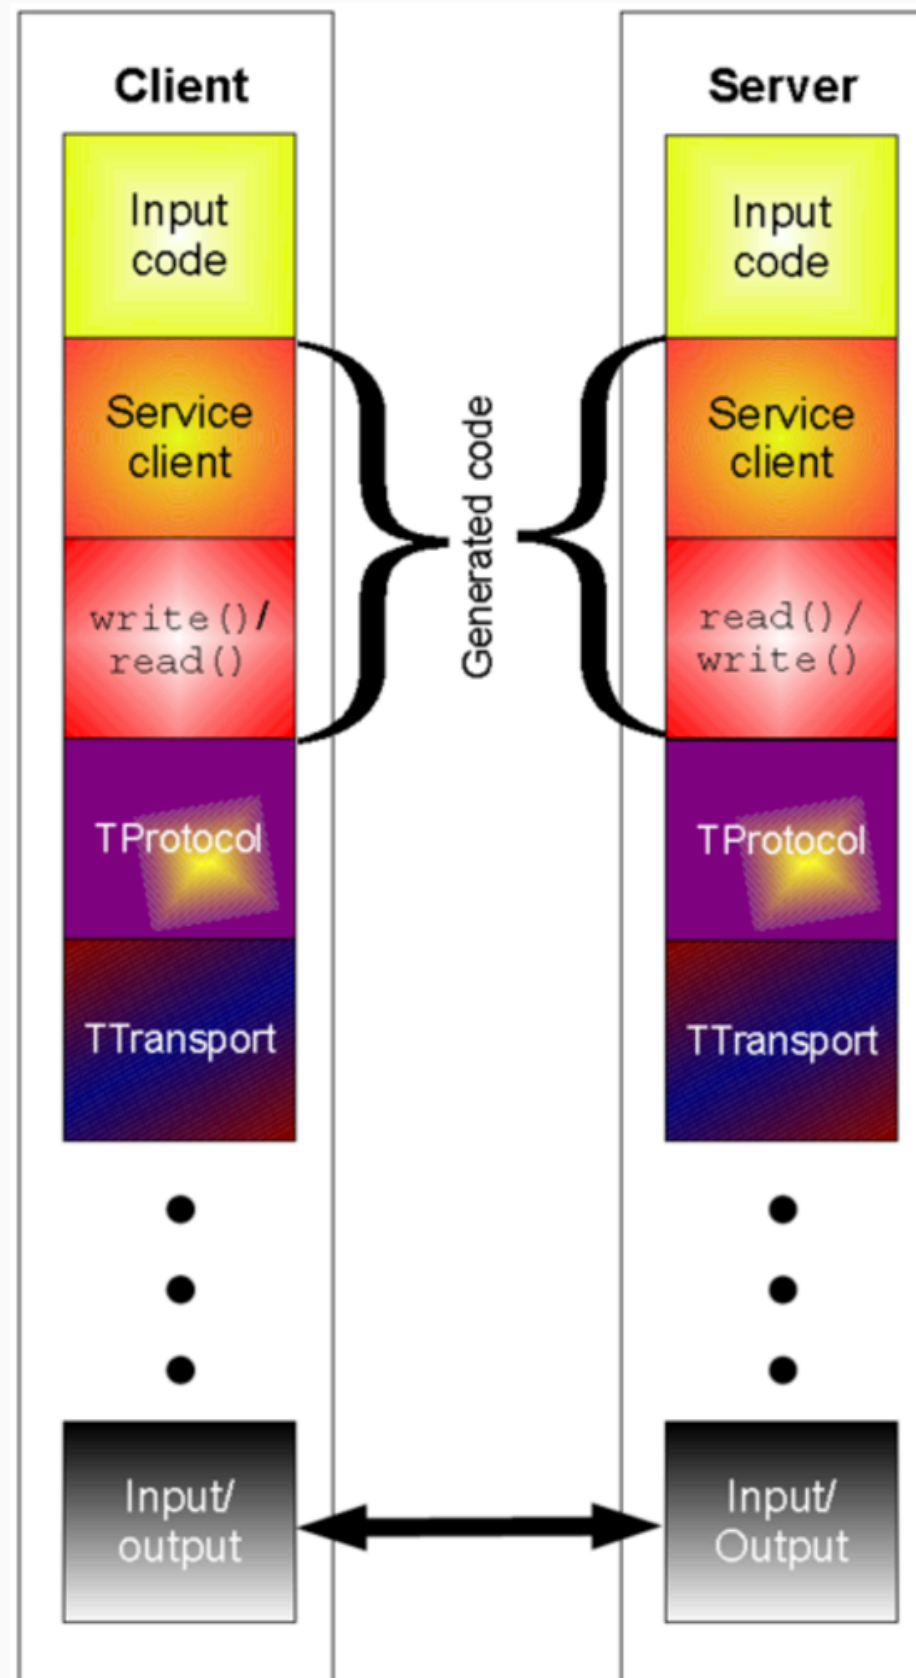 Client
Input
code
Service
client
write()/
read()
TProtocol
TTransport
Input/
output
Generated code
Server
Input
code
Service
client
read()/
write()
TProtocol
TTransport
Input/
Output